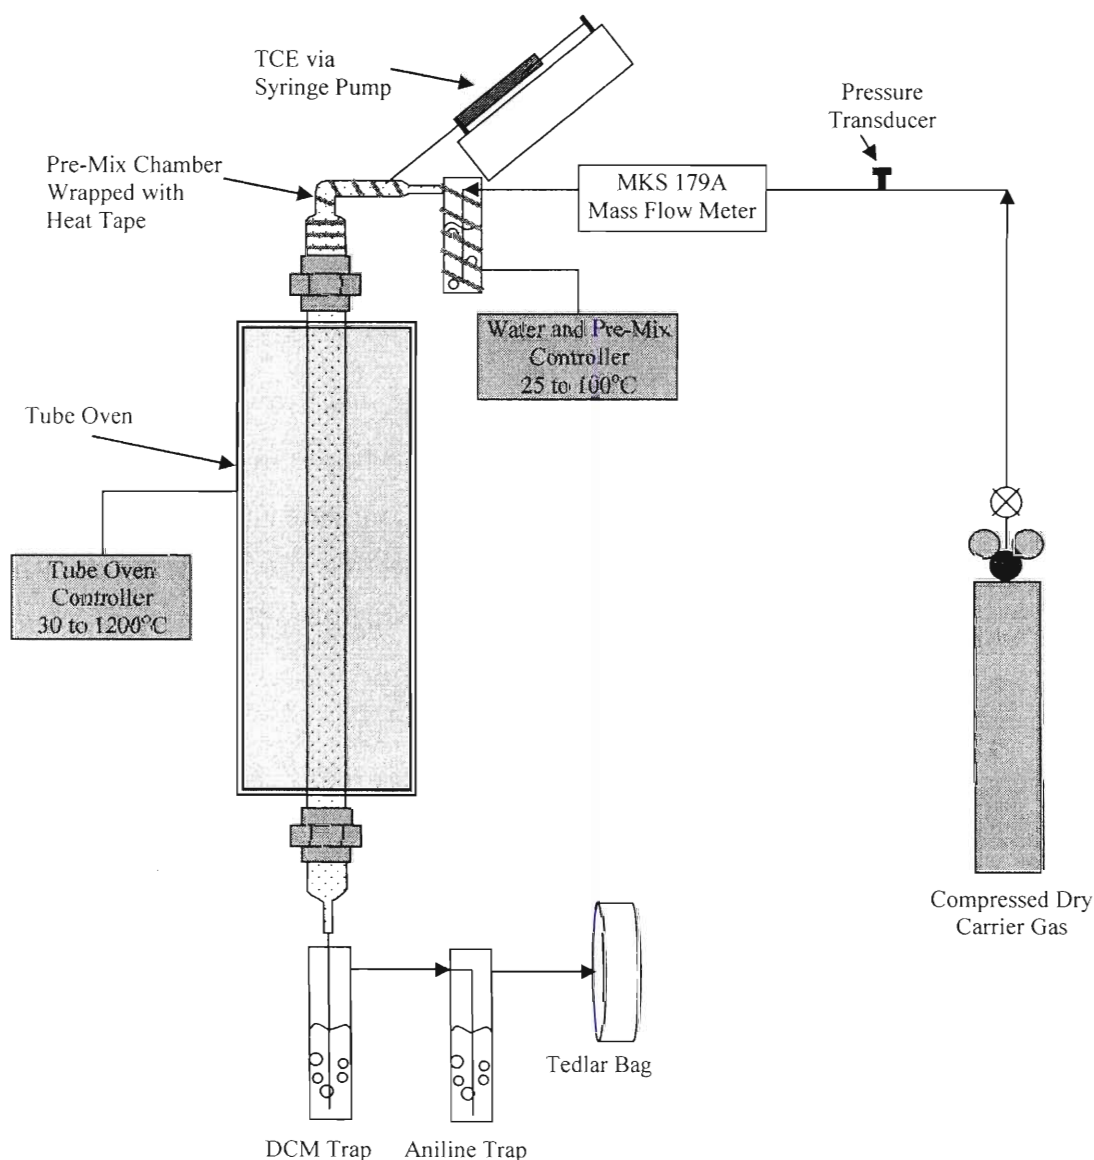 TCE via
Syringe Pump
Pressure
Transducer
Pre-Mix Chamber
Wrapped with
Heat Tape
MKS 179A
Mass Flow Meter
Water and Pre-Mix
Controller
25 to 100°C
Tube Oven
Tube Oven
Controller
30 to 1200°C
Compressed Dry
Carrier Gas
Tedlar Bag
DCM Trap
Aniline Trap